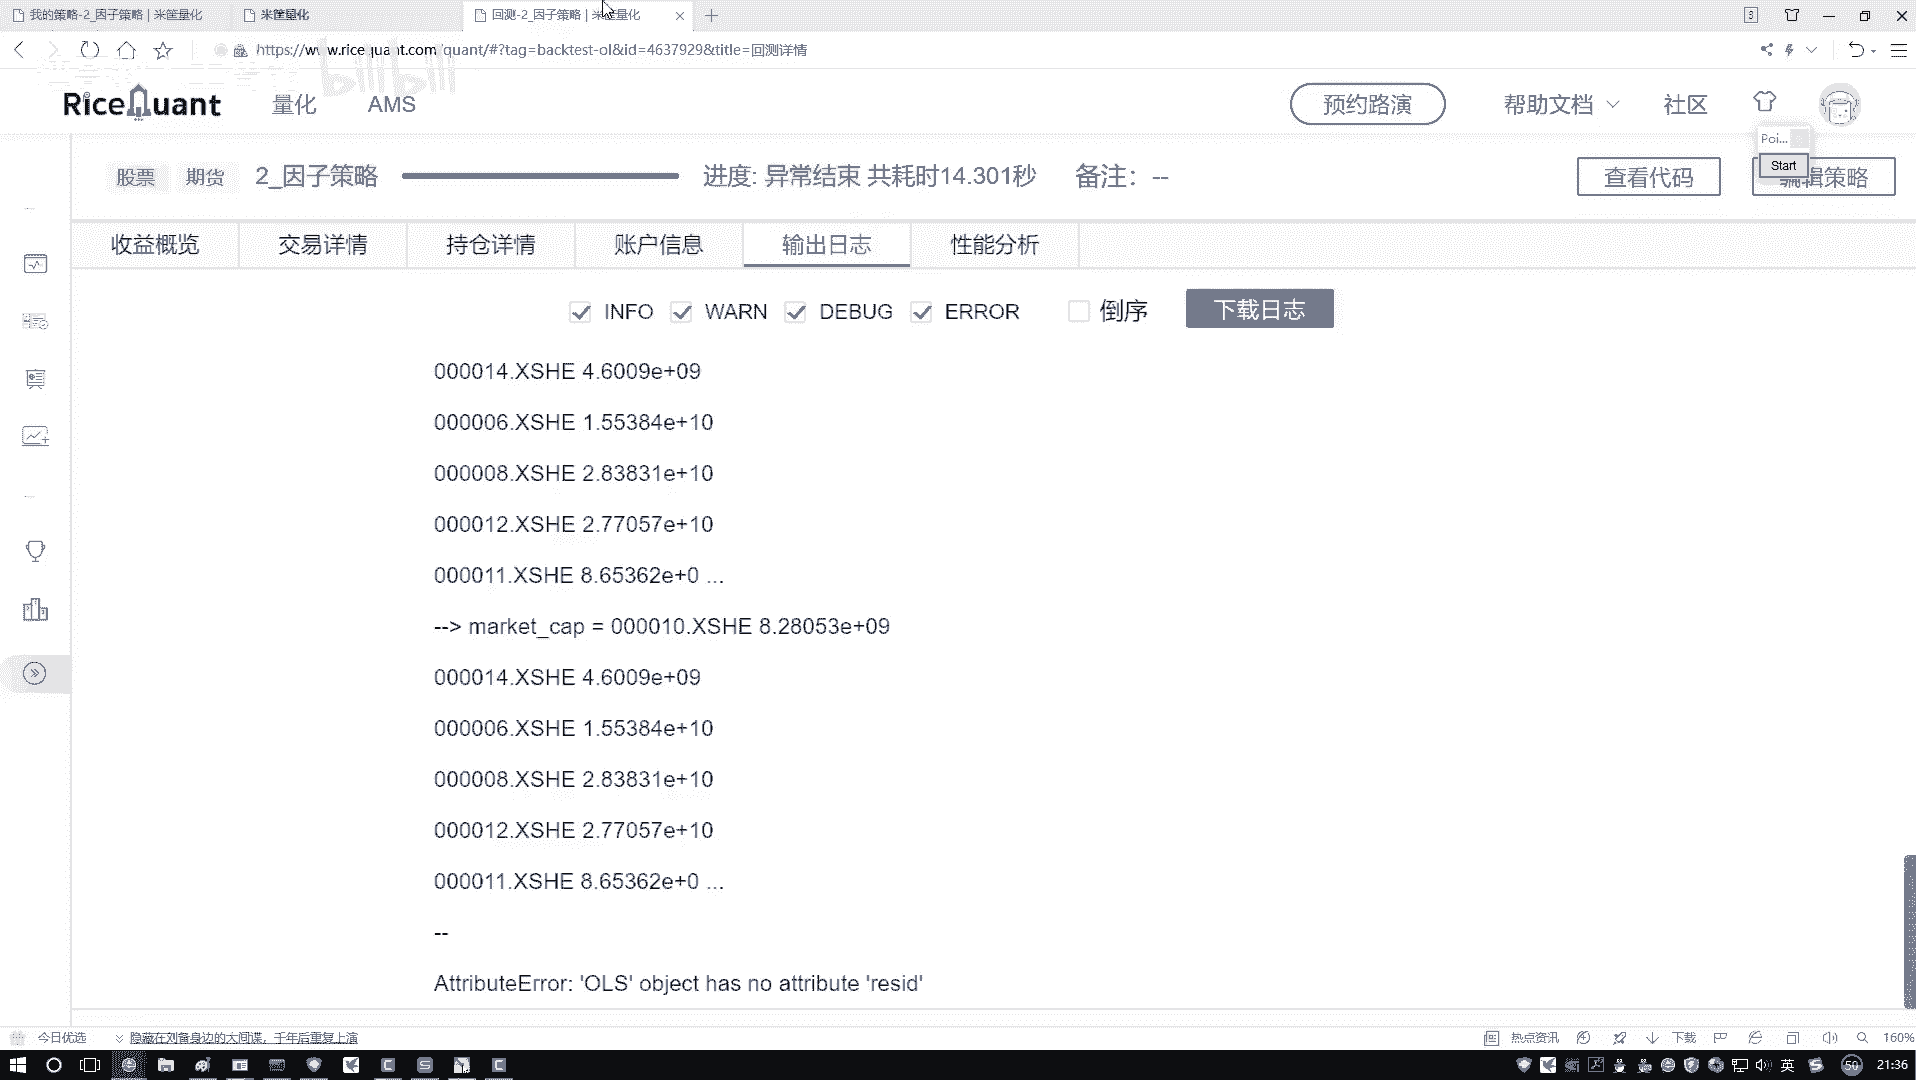 我的策略-2_因子策略 | 米筐量化
米筐量化
回测-2_因子策略 | 米筐量化
https://www.ricequant.com/quant/#?tag=backtest-ol&id=4637929&title=回测详情
bilibili
RiceQuant
量化
AMS
预约路演
帮助文档
社区
Poi...
Start
股票
期货
2_因子策略
进度: 异常结束 共耗时14.301秒
备注: --
查看代码
编辑策略
收益概览
交易详情
持仓详情
账户信息
输出日志
性能分析
INFO
WARN
DEBUG
ERROR
倒序
下载日志
000014.XSHE 4.6009e+09
000006.XSHE 1.55384e+10
000008.XSHE 2.83831e+10
000012.XSHE 2.77057e+10
000011.XSHE 8.65362e+0 ...
--> market_cap = 000010.XSHE 8.28053e+09
000014.XSHE 4.6009e+09
000006.XSHE 1.55384e+10
000008.XSHE 2.83831e+10
000012.XSHE 2.77057e+10
000011.XSHE 8.65362e+0 ...
--
AttributeError: 'OLS' object has no attribute 'resid'
今日优选
隐藏在刘备身边的大间谍，千年后重复上演
热点资讯
下载
160%
英
50
21:36